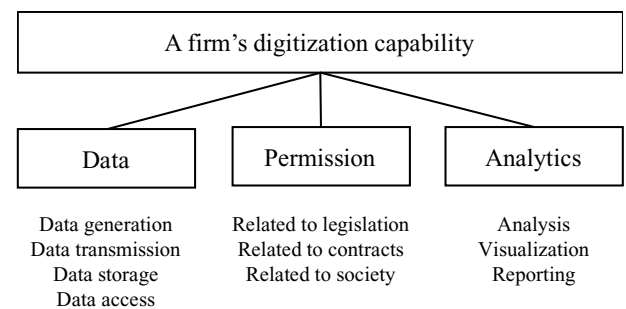 A firm’s digitization capability
Data
Permission
Analytics
Data generation
Data transmission
Data storage
Data access
Related to legislation
Related to contracts
Related to society
Analysis
Visualization
Reporting